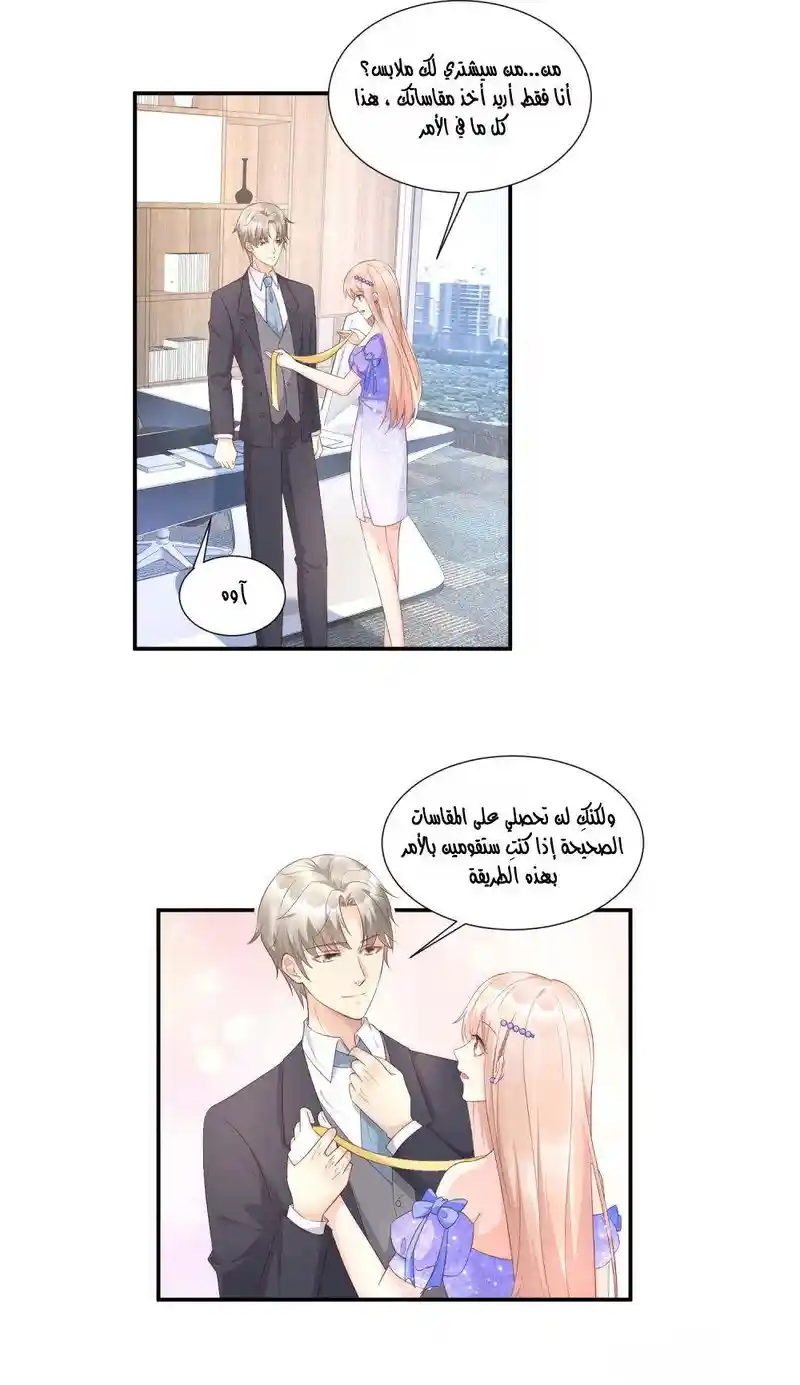 من...من سيشتري لك ملابس؟
أنا فقط أريد أخذ مقاساتك ، هذا
كل ما في الأمر
آوه
ولكنكِ لن تحصلي على المقاسات
الصحيحة إذا كنتِ ستقومين بالأمر
بهذه الطريقة